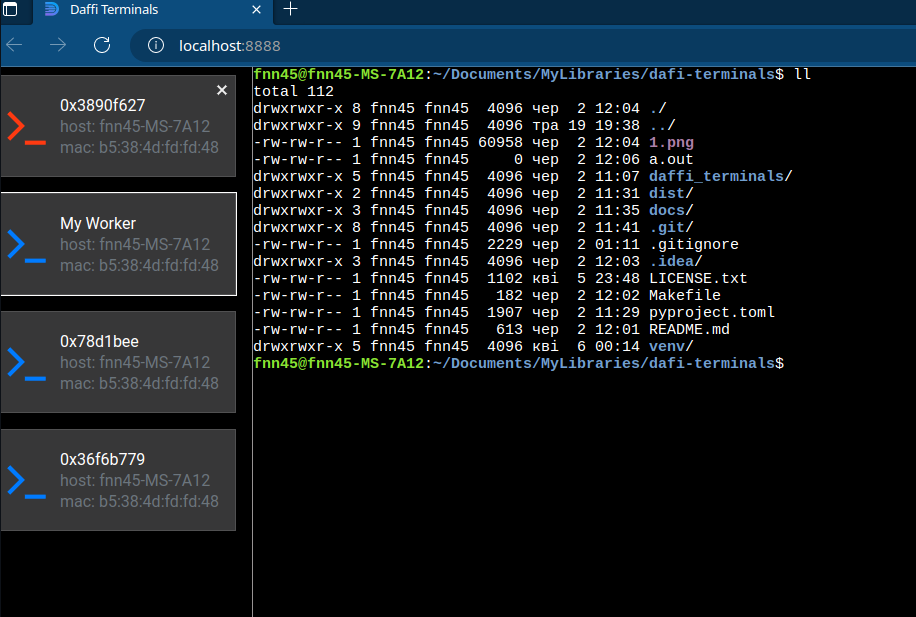 Daffi Terminals
localhost:8888
0x3890f627
host: fnn45-MS-7A12
mac: b5:38:4d:fd:fd:48
My Worker
host: fnn45-MS-7A12
mac: b5:38:4d:fd:fd:48
0x78d1bee
host: fnn45-MS-7A12
mac: b5:38:4d:fd:fd:48
0x36f6b779
host: fnn45-MS-7A12
mac: b5:38:4d:fd:fd:48
fnn45@fnn45-MS-7A12:~/Documents/MyLibraries/dafi-terminals$ ll
total 112
drwxrwxr-x 8 fnn45 fnn45  4096 чер  2 12:04 ./
drwxrwxr-x 9 fnn45 fnn45  4096 тра 19 19:38 ../
-rw-rw-r-- 1 fnn45 fnn45 60958 чер  2 12:04 1.png
-rw-rw-r-- 1 fnn45 fnn45     0 чер  2 12:06 a.out
drwxrwxr-x 5 fnn45 fnn45  4096 чер  2 11:07 daffi_terminals/
drwxrwxr-x 2 fnn45 fnn45  4096 чер  2 11:31 dist/
drwxrwxr-x 3 fnn45 fnn45  4096 чер  2 11:35 docs/
drwxrwxr-x 8 fnn45 fnn45  4096 чер  2 11:41 .git/
-rw-rw-r-- 1 fnn45 fnn45  2229 чер  2 01:11 .gitignore
drwxrwxr-x 3 fnn45 fnn45  4096 чер  2 12:03 .idea/
-rw-rw-r-- 1 fnn45 fnn45  1102 кві  5 23:48 LICENSE.txt
-rw-rw-r-- 1 fnn45 fnn45   182 чер  2 12:02 Makefile
-rw-rw-r-- 1 fnn45 fnn45  1907 чер  2 11:29 pyproject.toml
-rw-rw-r-- 1 fnn45 fnn45   613 чер  2 12:01 README.md
drwxrwxr-x 5 fnn45 fnn45  4096 кві  6 00:14 venv/
fnn45@fnn45-MS-7A12:~/Documents/MyLibraries/dafi-terminals$